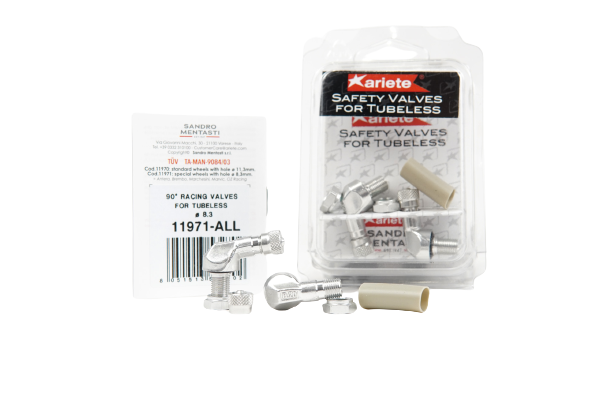 SANDRO
MENTASTI
TÜV TA-MAN-9084/03
Cod.11970: standard wheels with hole ø 11,3mm.
Cod.11971: special wheels with hole ø 8,3mm.
90° RACING VALVES
FOR TUBELESS
ø 8.3
11971-ALL
ariete
SAFETY VALVES
FOR TUBELESS
SAFETY VALVES
FOR TUBELESS
ariete
SANDRO
MENTASTI